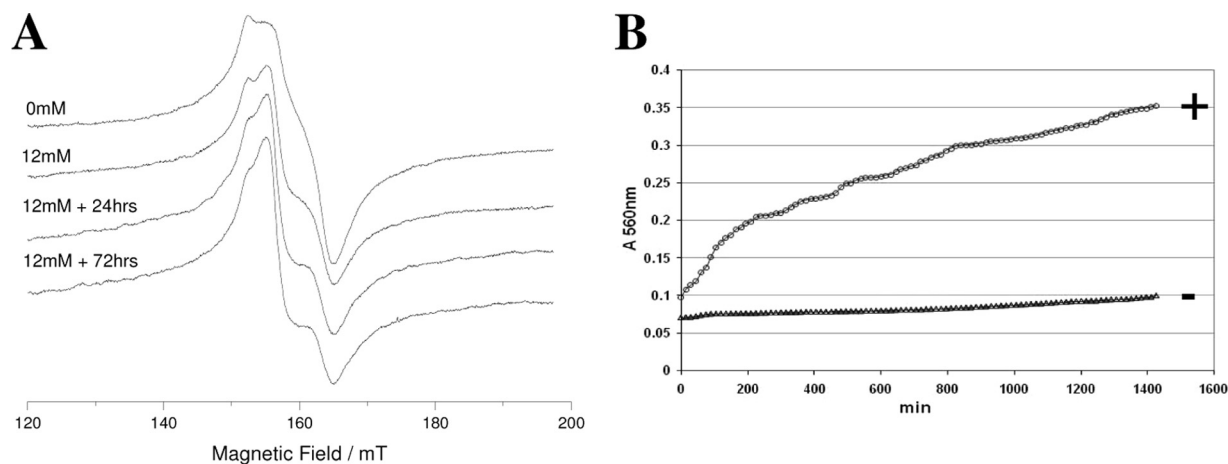 A
0mM
12mM
12mM + 24hrs
12mM + 72hrs
120 140 160 180 200
Magnetic Field / mT
B
0.4
0.35
0.3
0.25
0.2
0.15
0.1
0.05
0
A 560nm
+
-
0 200 400 600 800 1000 1200 1400 1600
min